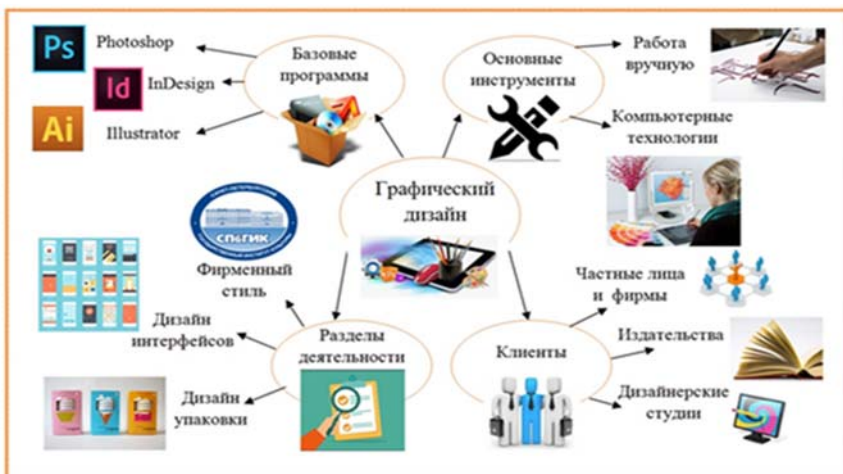 Ps
Photoshop
Id
InDesign
Ai
Illustrator
Базовые
программы
Основные
инструменты
Работа
вручную
Компьютерные
технологии
Графический
дизайн
СПбГИК
Фирменный
стиль
Дизайн
интерфейсов
Дизайн
упаковки
Разделы
деятельности
Клиенты
Частные лица
и фирмы
Издательства
Дизайнерские
студии